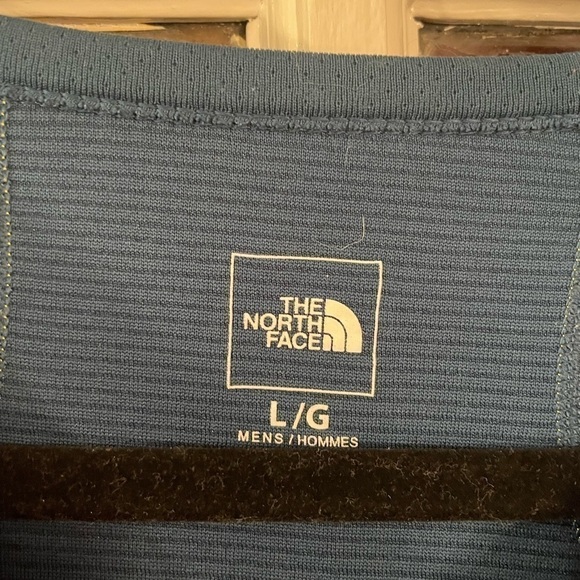 THE
NORTH
FACE
L/G
MENS / HOMMES